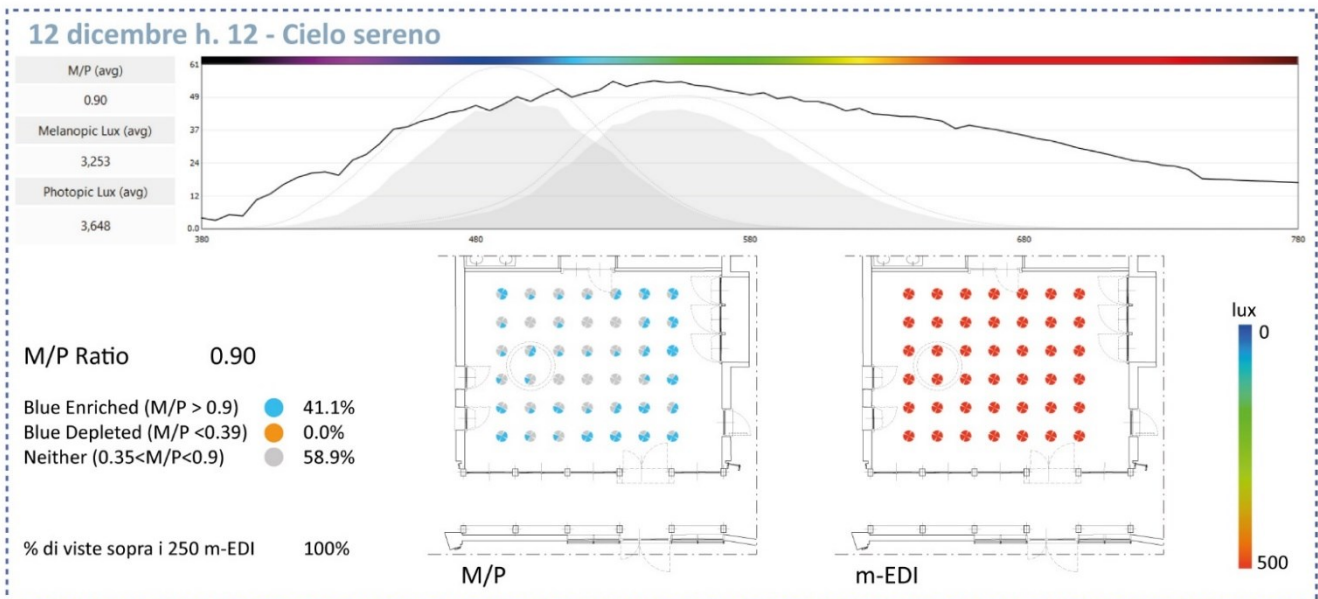 12 dicembre h. 12 - Cielo sereno
M/P (avg)
0.90
Melanopic Lux (avg)
3,253
Photopic Lux (avg)
3,648
61
49
37
24
12
0.0
380
480
580
680
780
M/P Ratio 0.90
Blue Enriched (M/P > 0.9) 41.1%
Blue Depleted (M/P <0.39) 0.0%
Neither (0.35<M/P<0.9) 58.9%
% di viste sopra i 250 m-EDI 100%
M/P
m-EDI
lux
0
500